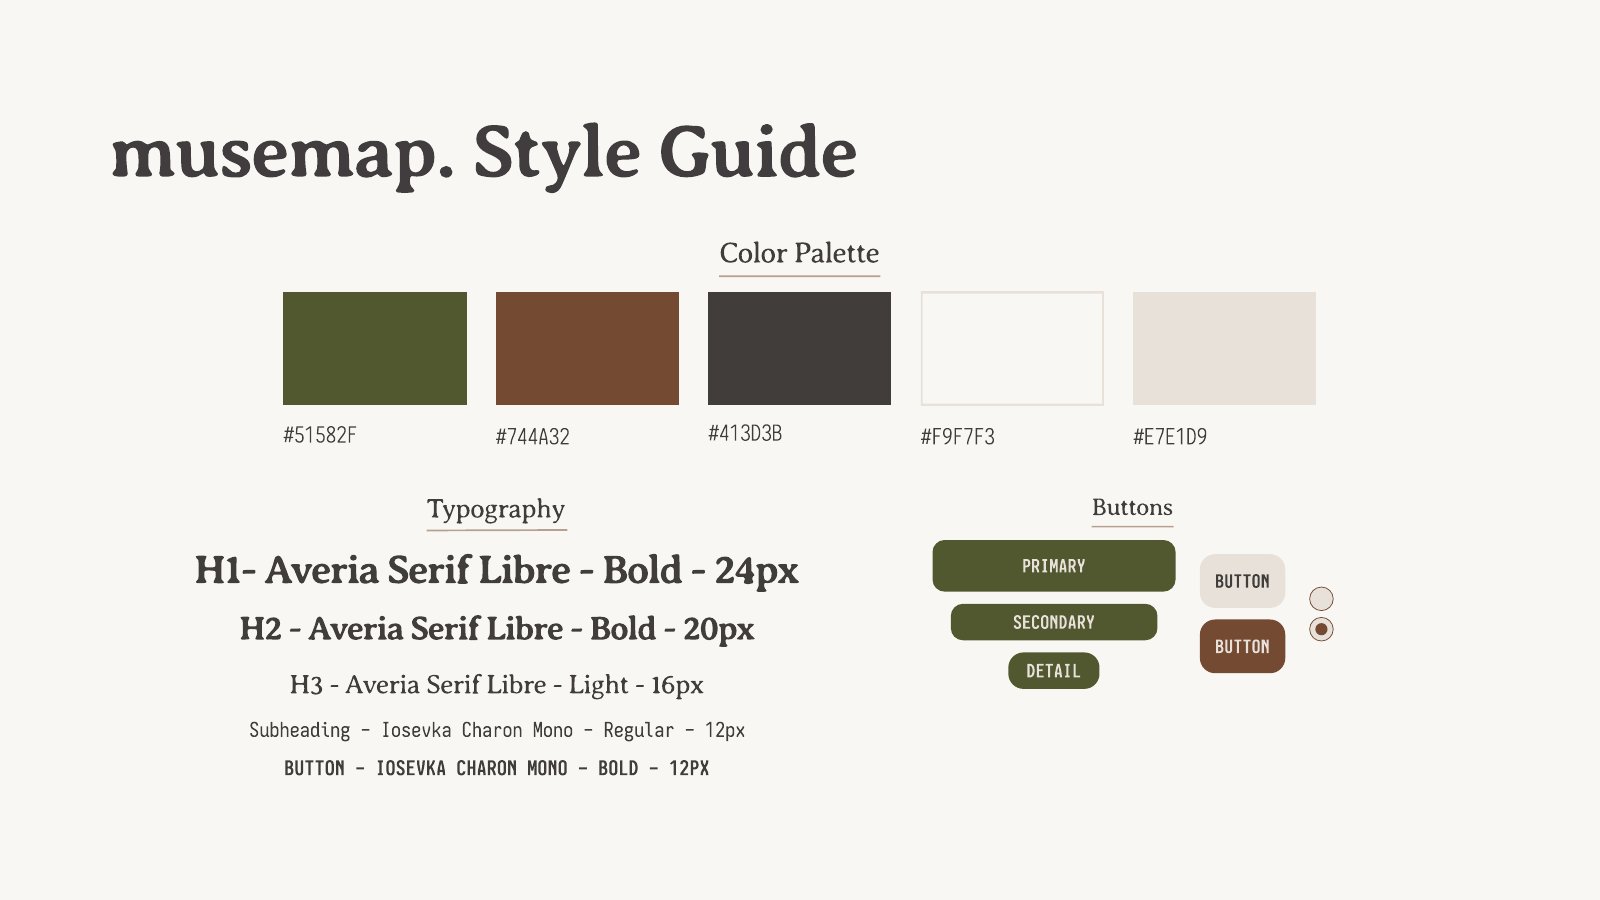 musemap. Style Guide
Color Palette
#51582F
#744A32
#413D3B
#F9F7F3
#E7E1D9
Typography
H1- Averia Serif Libre - Bold - 24px
H2 - Averia Serif Libre - Bold - 20px
H3 - Averia Serif Libre - Light - 16px
Subheading - Iosevka Charon Mono - Regular - 12px
BUTTON - IOSEVKA CHARON MONO - BOLD - 12PX
Buttons
PRIMARY
SECONDARY
DETAIL
BUTTON
BUTTON